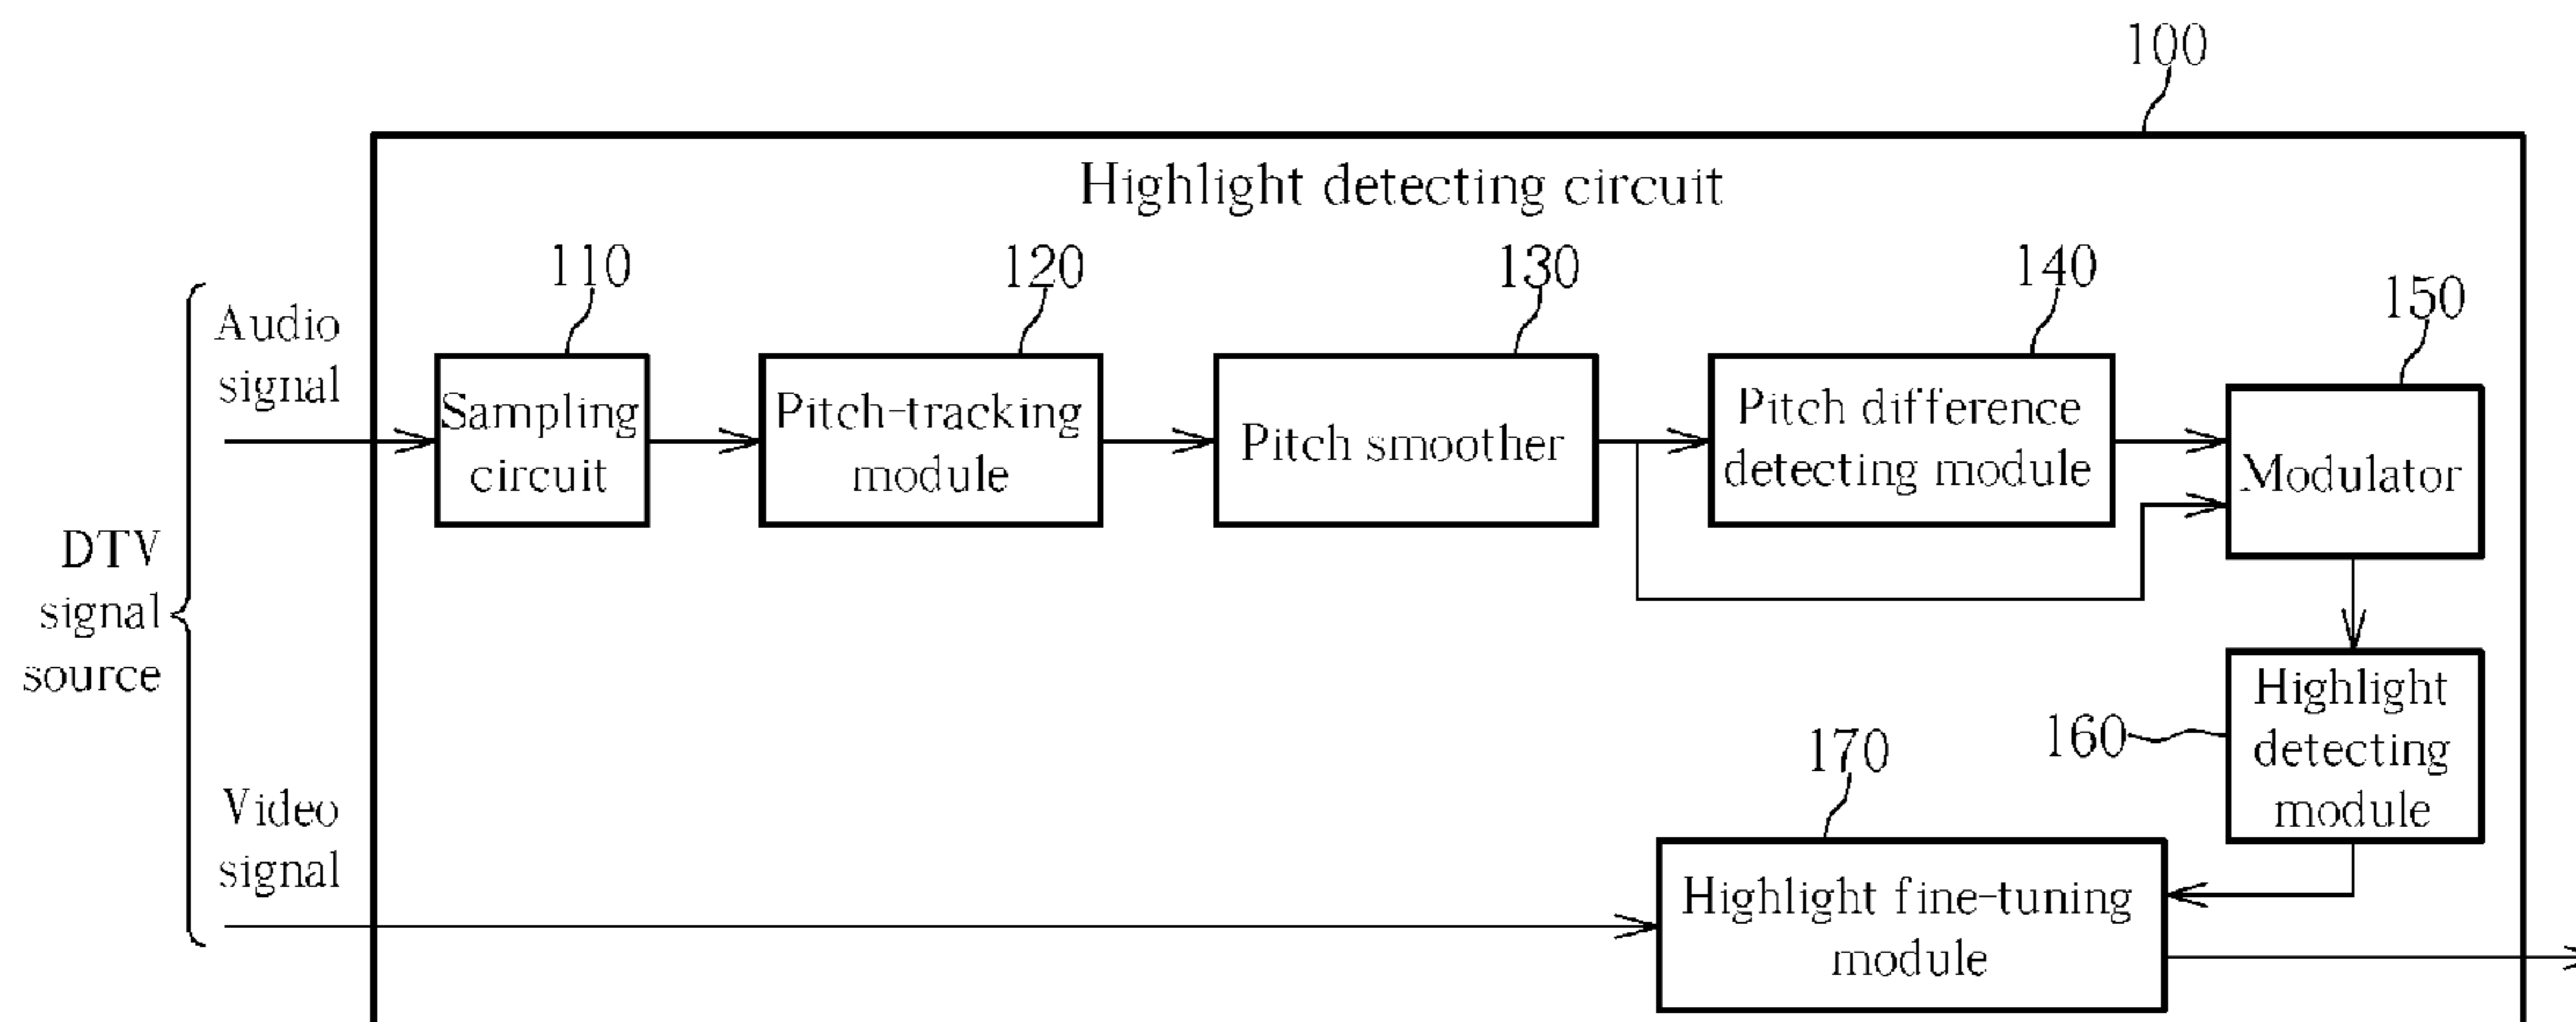 100
Highlight detecting circuit
110
120
130
140
150
Audio
signal
Sampling
circuit
Pitch-tracking
module
Pitch smoother
Pitch difference
detecting module
Modulator
DTV
signal
source
160
Highlight
detecting
module
170
Video
signal
Highlight fine-tuning
module